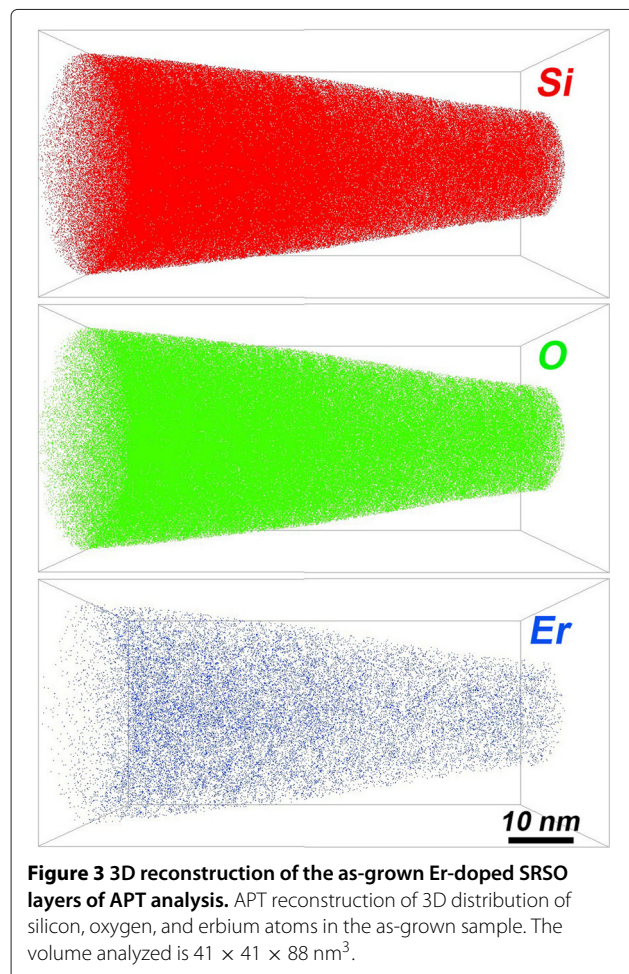 Si
O
Er
10 nm
Figure 3 3D reconstruction of the as-grown Er-doped SRSO
layers of APT analysis. APT reconstruction of 3D distribution of
silicon, oxygen, and erbium atoms in the as-grown sample. The
volume analyzed is 41 × 41 × 88 nm³.